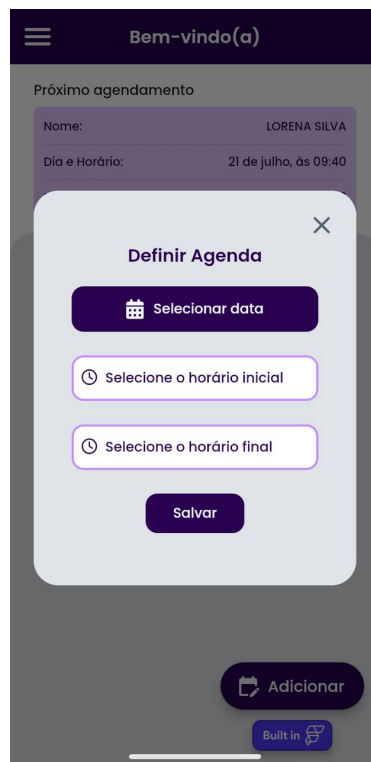 Bem-vindo(a)
Próximo agendamento
Nome: LORENA SILVA
Dia e Horário: 21 de julho, às 09:40
Definir Agenda
Selecionar data
Selecione o horário inicial
Selecione o horário final
Salvar
Adicionar
Built in